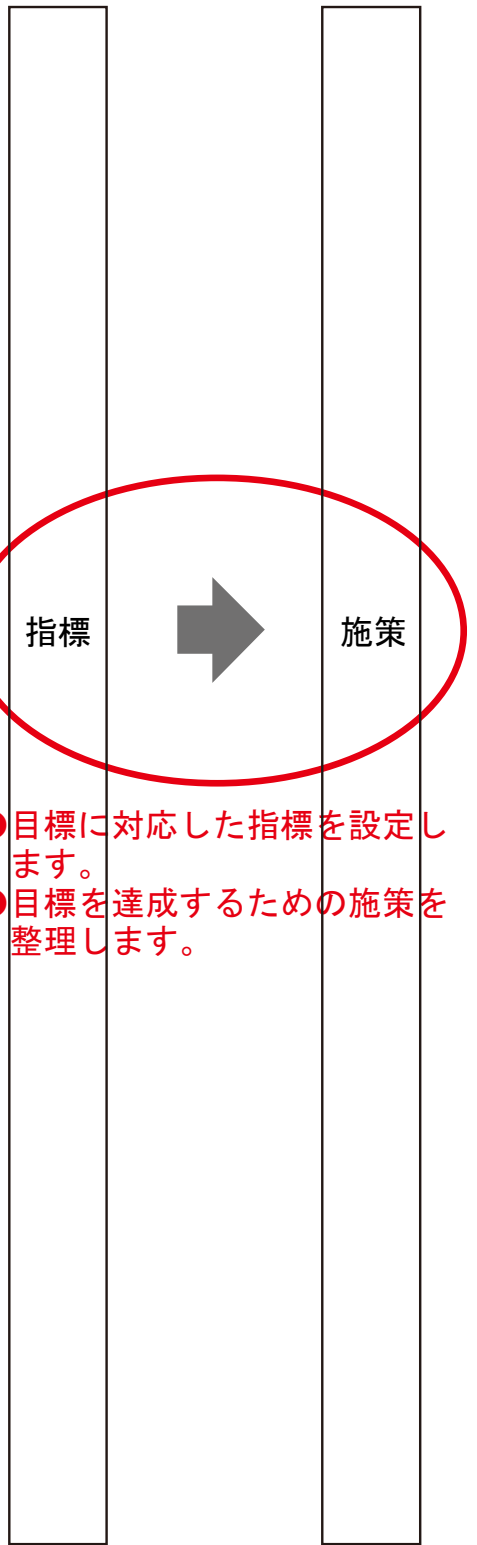 指標
施策
●目標に対応した指標を設定し
ます。
●目標を達成するための施策を
整理します。